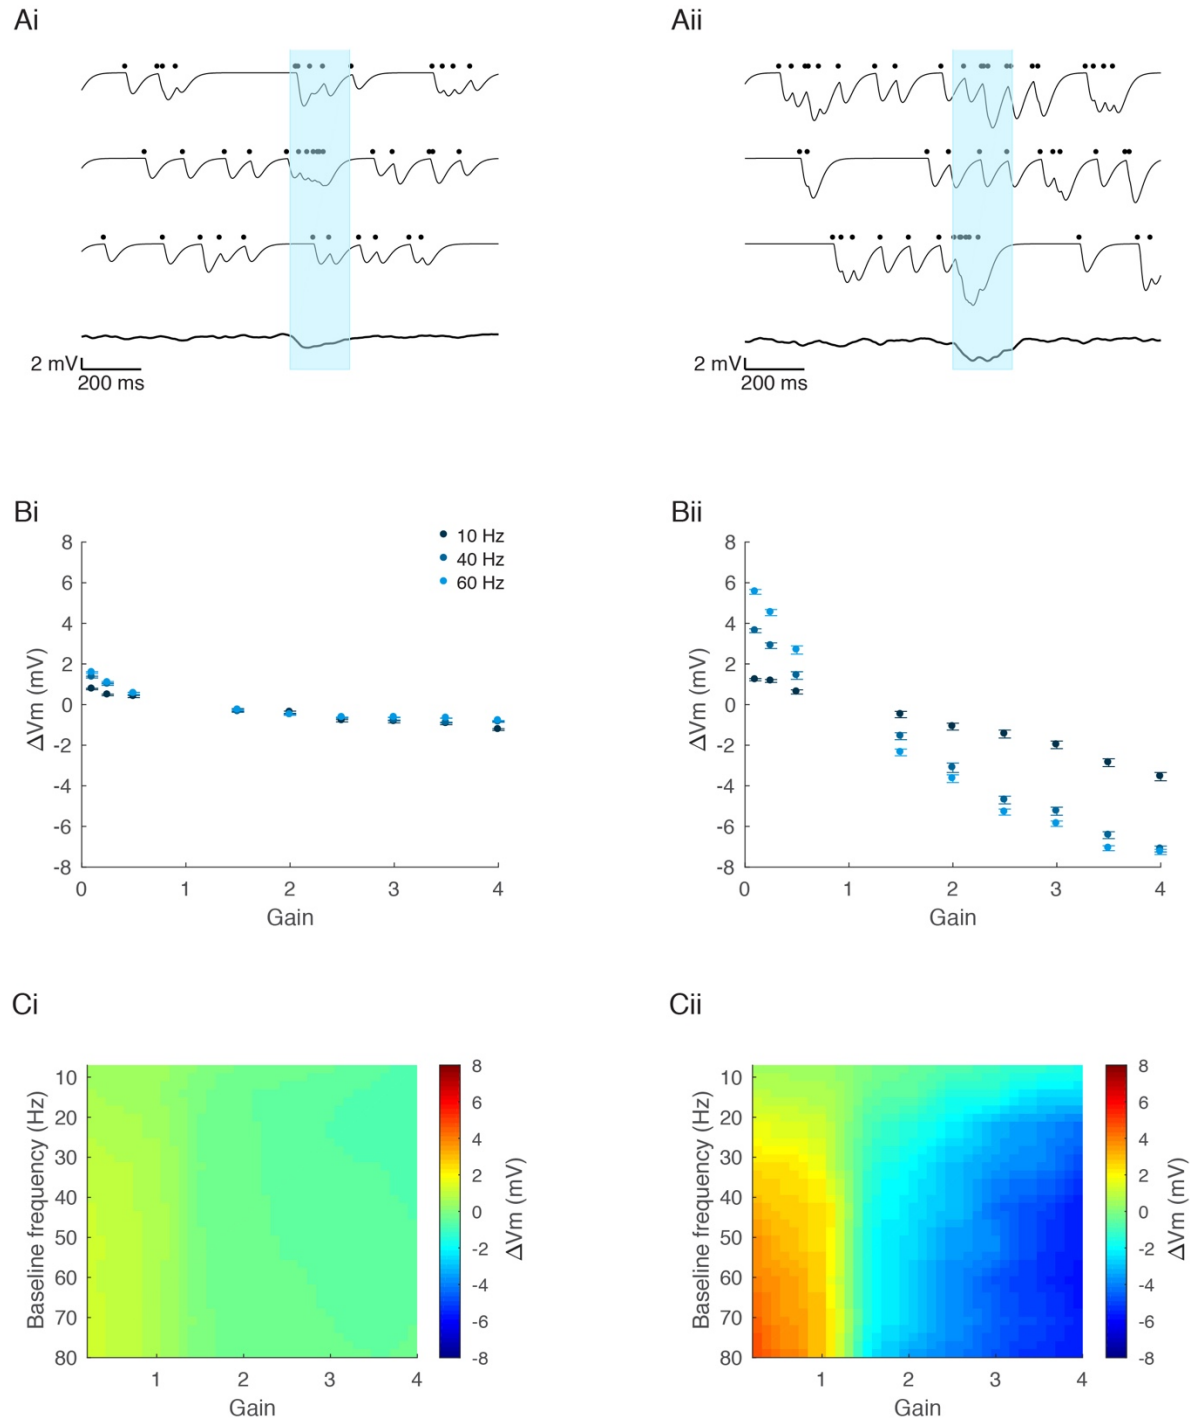 Ai
Aii
2 mV
200 ms
2 mV
200 ms
Bi
Bii
10 Hz
40 Hz
60 Hz
8
6
4
2
0
-2
-4
-6
-8
ΔVm (mV)
0 1 2 3 4
Gain
8
6
4
2
0
-2
-4
-6
-8
ΔVm (mV)
0 1 2 3 4
Gain
Ci
Cii
10
20
30
40
50
60
70
80
Baseline frequency (Hz)
1 2 3 4
Gain
8
6
4
2
0
-2
-4
-6
-8
ΔVm (mV)
10
20
30
40
50
60
70
80
Baseline frequency (Hz)
1 2 3 4
Gain
8
6
4
2
0
-2
-4
-6
-8
ΔVm (mV)